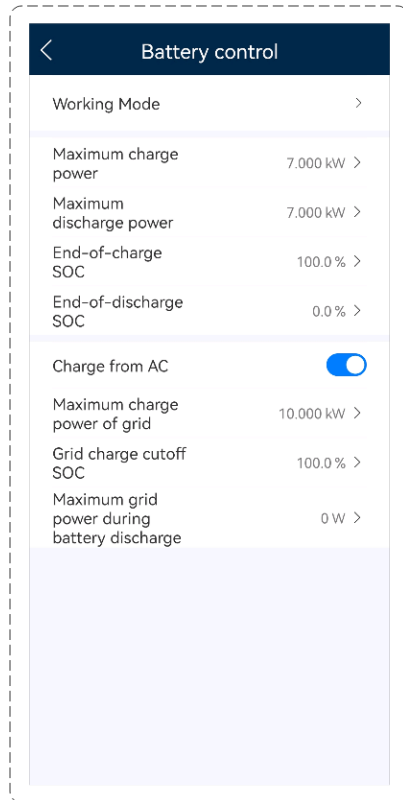 Battery control
Working Mode
Maximum charge
power
7.000 kW
Maximum
discharge power
7.000 kW
End-of-charge
SOC
100.0 %
End-of-discharge
SOC
0.0 %
Charge from AC
Maximum charge
power of grid
10.000 kW
Grid charge cutoff
SOC
100.0 %
Maximum grid
power during
battery discharge
0 W